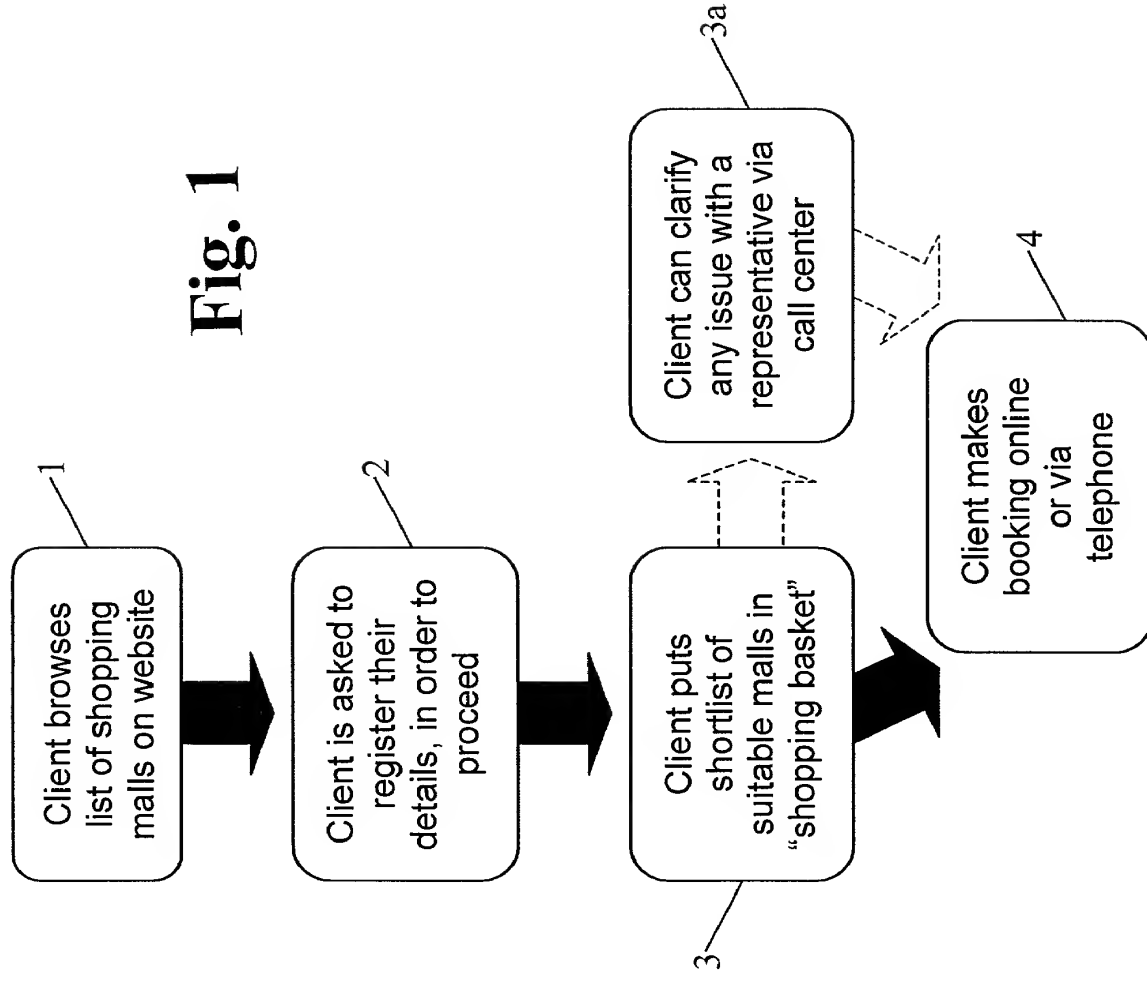 Fig. 1
1
Client browses
list of shopping
malls on website
2
Client is asked to
register their
details, in order to
proceed
3
Client puts
shortlist of
suitable malls in
“shopping basket”
3a
Client can clarify
any issue with a
representative via
call center
4
Client makes
booking online
or via
telephone